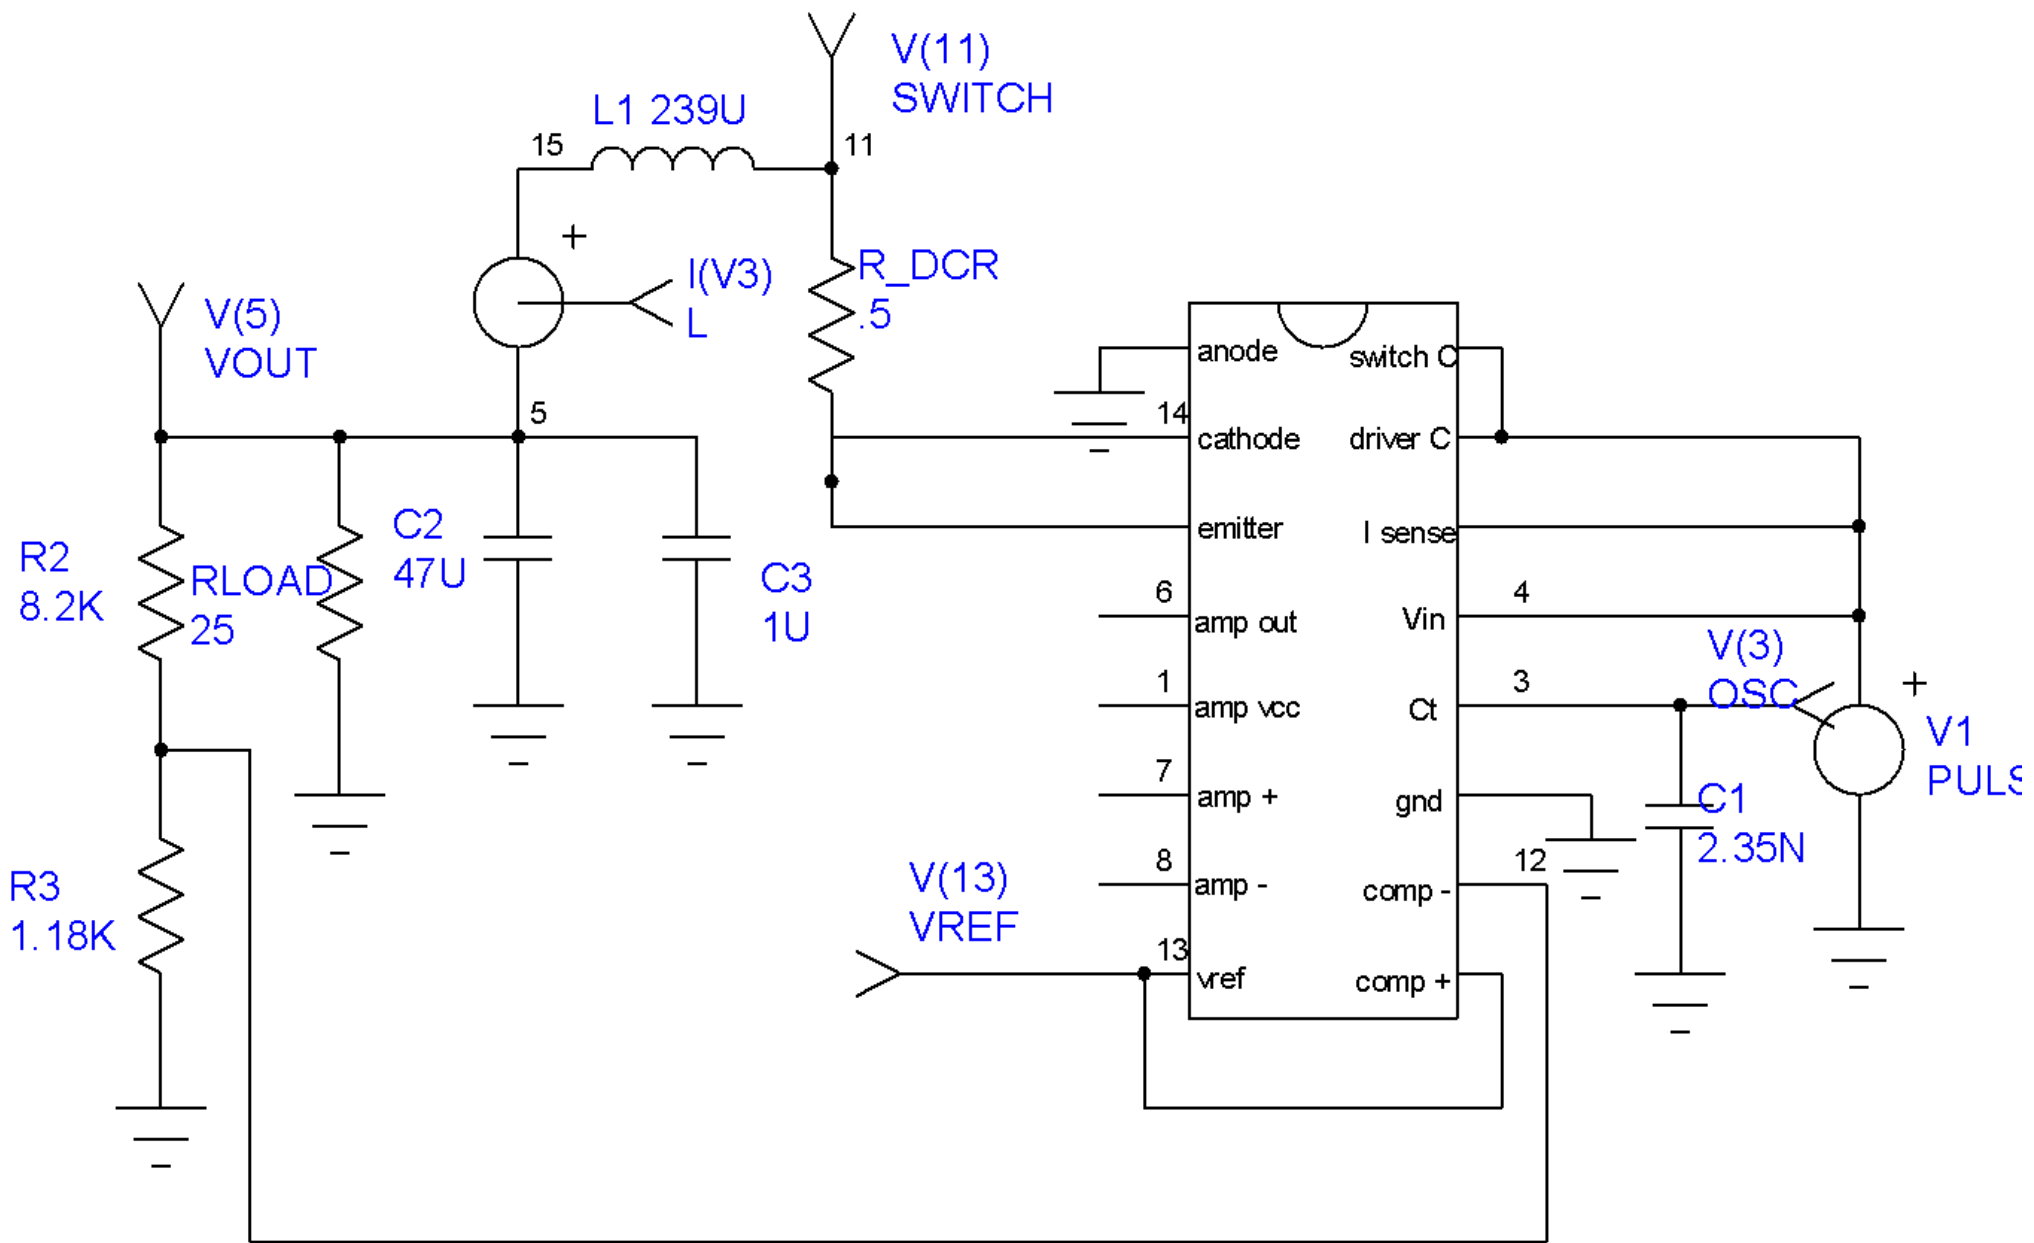 V(11)
SWITCH
L1 239U
15
11
+
I(V3)
L
R_DCR
.5
V(5)
VOUT
5
R2
8.2K
RLOAD
25
C2
47U
C3
1U
R3
1.18K
anode
switch C
14
cathode
driver C
emitter
I sense
6
amp out
4
Vin
1
amp vcc
3
Ct
V(3)
OSC
+
V1
PULS
7
amp +
gnd
C1
2.35N
8
amp -
12
comp -
V(13)
VREF
13
vref
comp +